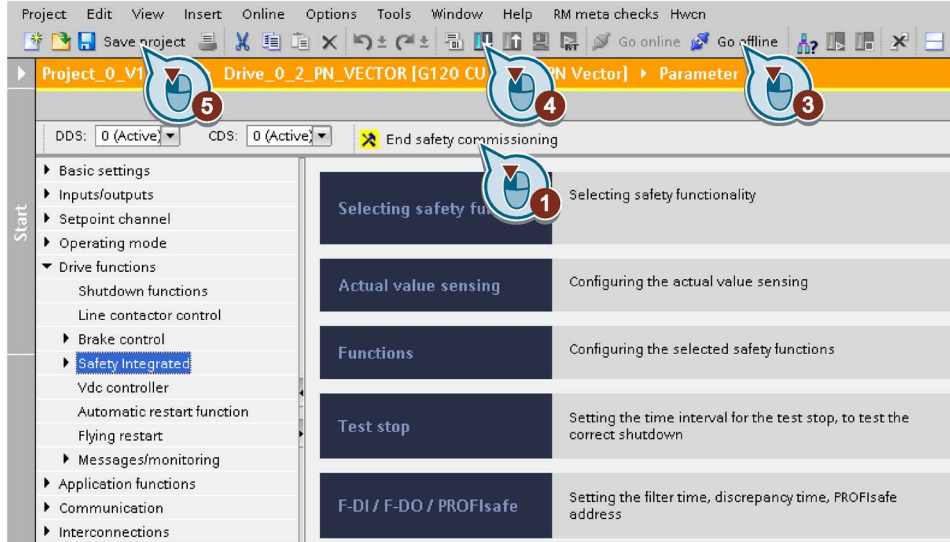 Project Edit View Insert Online Options Tools Window Help RM meta checks Hwcn
Save project Go online Go offline
Project_0_V1 Drive_0_2_PN_VECTOR [G120 CU PN Vector] Parameter
5 4 3
DDS: 0 (Active) CDS: 0 (Active) End safety commissioning
1
Start
Basic settings
Inputs/outputs
Setpoint channel
Operating mode
Drive functions
Shutdown functions
Line contactor control
Brake control
Safety Integrated
Vdc controller
Automatic restart function
Flying restart
Messages/monitoring
Application functions
Communication
Interconnections
Selecting safety fu
Selecting safety functionality
Actual value sensing
Configuring the actual value sensing
Functions
Configuring the selected safety functions
Test stop
Setting the time interval for the test stop, to test the
correct shutdown
F-DI / F-DO / PROFIsafe
Setting the filter time, discrepancy time, PROFIsafe
address